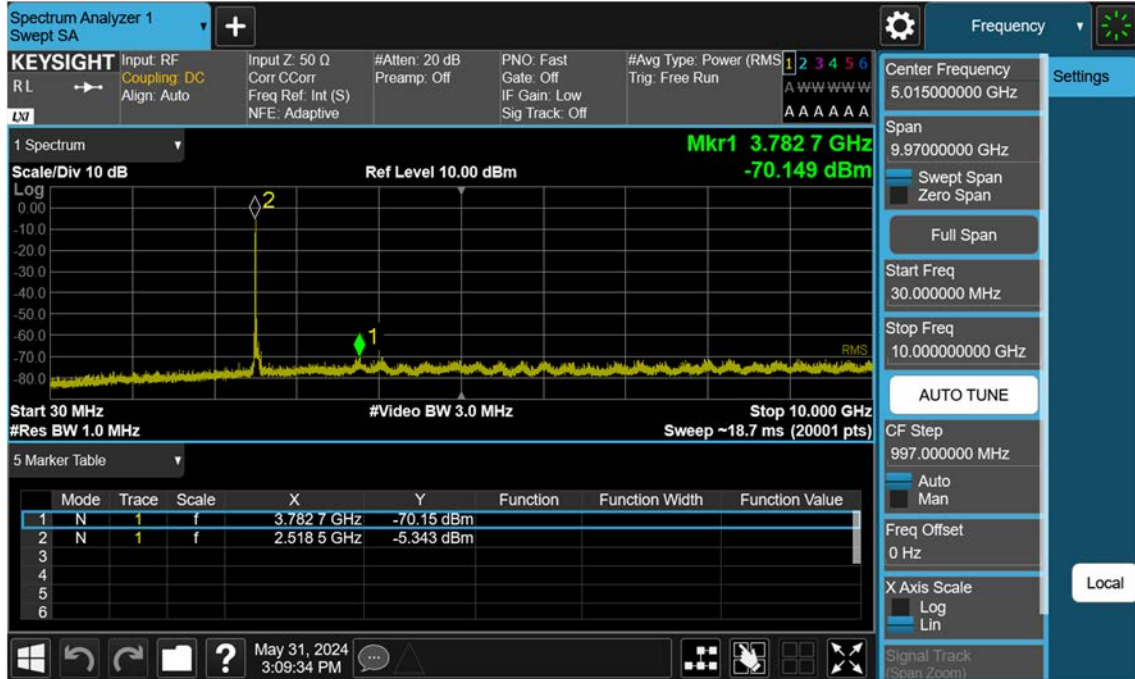 Spectrum Analyzer 1
Swept SA
+
Frequency
KEYSIGHT
R L
LXI
Input: RF
Coupling: DC
Align: Auto
Input Z: 50 Ω
Corr CCorr
Freq Ref: Int (S)
NFE: Adaptive
#Atten: 20 dB
Preamp: Off
PNO: Fast
Gate: Off
IF Gain: Low
Sig Track: Off
#Avg Type: Power (RMS
Trig: Free Run
1 2 3 4 5 6
A W W W W W
A A A A A A
1 Spectrum
Scale/Div 10 dB
Ref Level 10.00 dBm
Mkr1 3.782 7 GHz
-70.149 dBm
Log
0.00
-10.0
-20.0
-30.0
-40.0
-50.0
-60.0
-70.0
-80.0
2
1
RMS
Start 30 MHz
#Video BW 3.0 MHz
Stop 10.000 GHz
#Res BW 1.0 MHz
Sweep ~18.7 ms (20001 pts)
5 Marker Table
Mode Trace Scale X Y Function Function Width Function Value
1 N 1 f 3.782 7 GHz -70.15 dBm
2 N 1 f 2.518 5 GHz -5.343 dBm
3
4
5
6
?
May 31, 2024
3:09:34 PM
Center Frequency
5.015000000 GHz
Settings
Span
9.97000000 GHz
Swept Span
Zero Span
Full Span
Start Freq
30.000000 MHz
Stop Freq
10.000000000 GHz
AUTO TUNE
CF Step
997.000000 MHz
Auto
Man
Freq Offset
0 Hz
X Axis Scale
Log
Lin
Local
Signal Track
(Span Zoom)